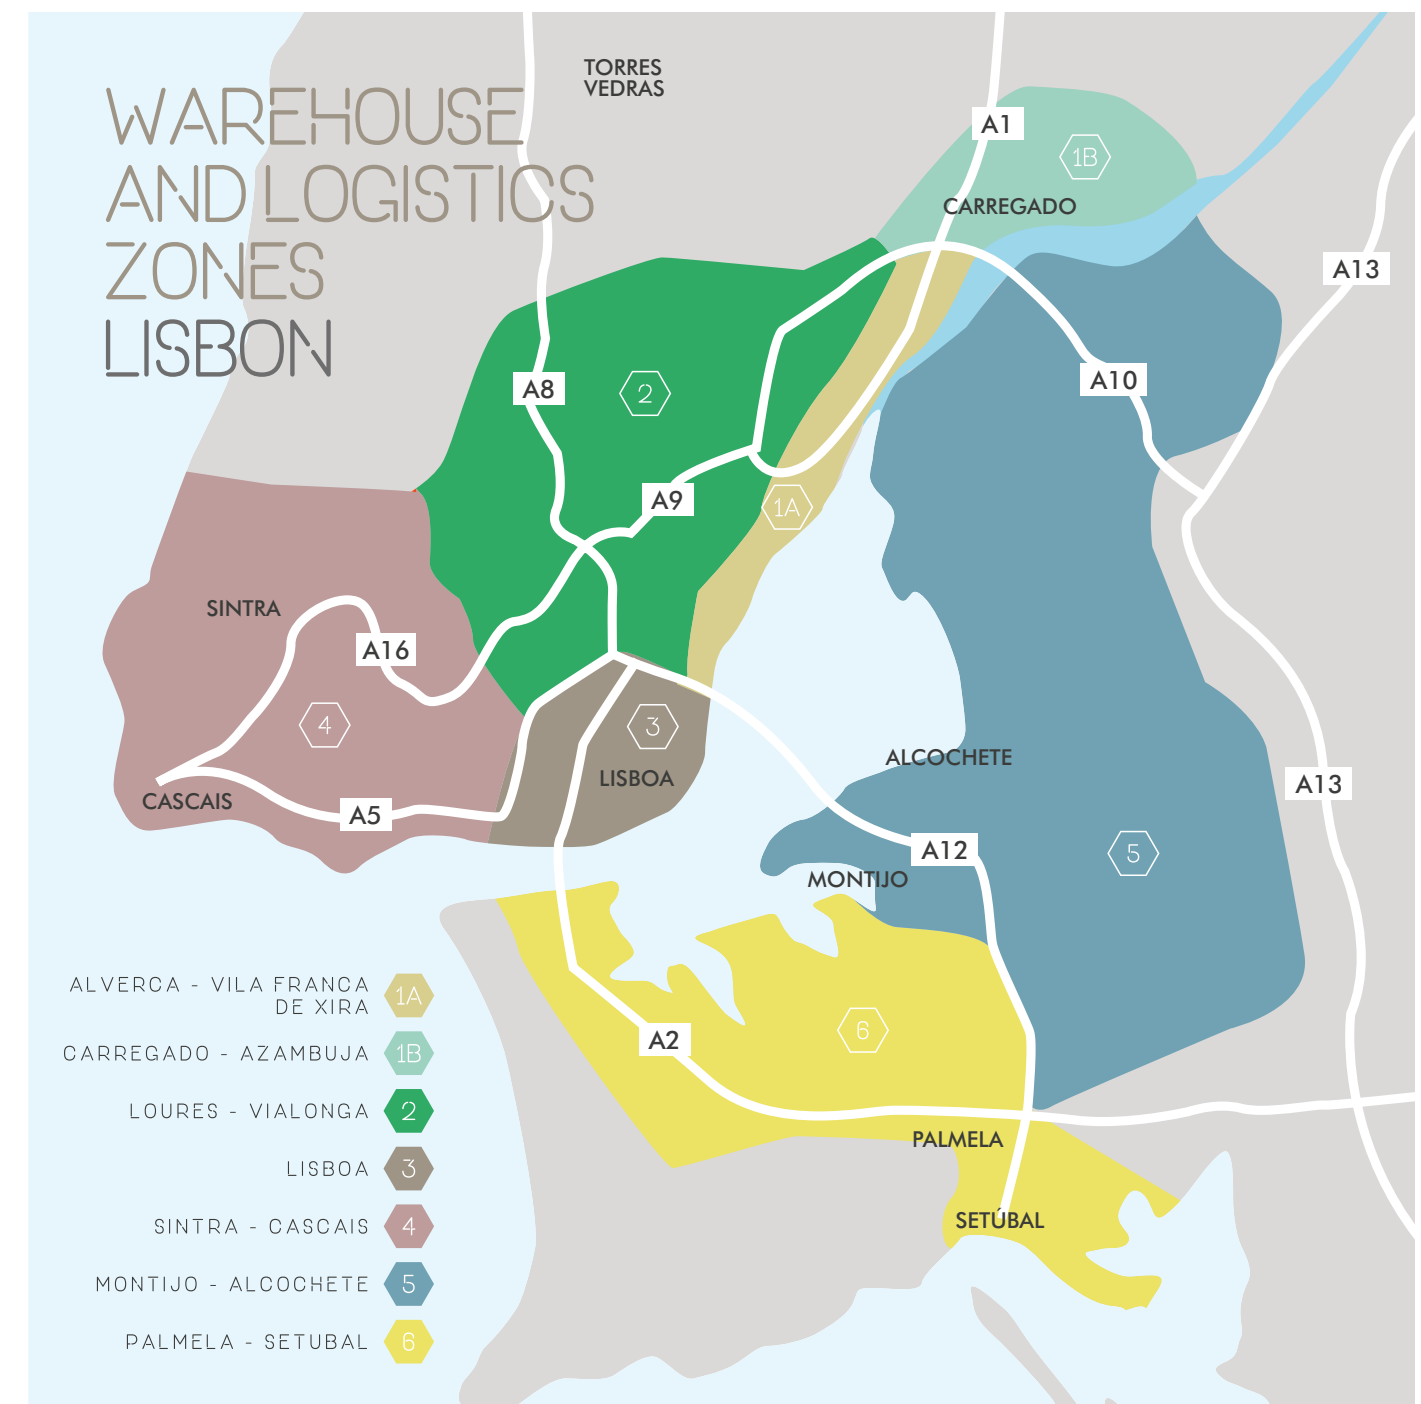 WAREHOUSE
AND LOGISTICS
ZONES
LISBON
TORRES
VEDRAS
A1
1B
CARREGADO
A13
A8
2
A10
A9
1A
SINTRA
A16
4
3
LISBOA
ALCOCHETE
CASCAIS
A5
A13
A12
5
MONTIJO
6
A2
PALMELA
SETÚBAL
ALVERCA - VILA FRANCA
DE XIRA
1A
CARREGADO - AZAMBUJA
1B
LOURES - VIALONGA
2
LISBOA
3
SINTRA - CASCAIS
4
MONTIJO - ALCOCHETE
5
PALMELA - SETUBAL
6